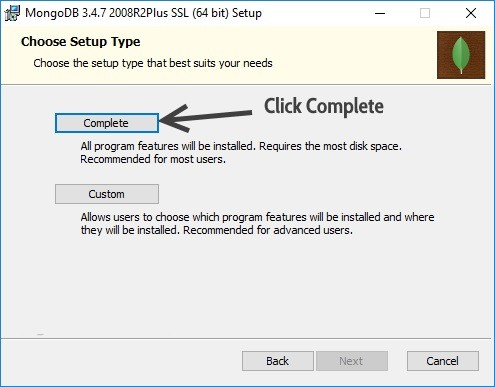 MongoDB 3.4.7 2008R2Plus SSL (64 bit) Setup
Choose Setup Type
Choose the setup type that best suits your needs
Complete
Click Complete
All program features will be installed. Requires the most disk space.
Recommended for most users.
Custom
Allows users to choose which program features will be installed and where
they will be installed. Recommended for advanced users.
Back
Next
Cancel